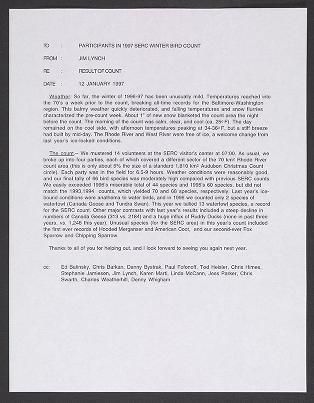 TO : PARTICIPANTS IN 1997 SERC WINTER BIRD COUNT
FROM : JIM LYNCH
RE : RESULT OF COUNT
DATE : 12 JANUARY 1997
Weather: So far, the winter of 1996-97 has been unusually mild. Temperatures reached into
the 70's a week prior to the count, breaking all-time records for the Baltimore-Washington
region. This balmy weather quickly deteriorated, and falling temperatures and snow flurries
characterized the pre-count week. About 1" of new snow blanketed the count area the night
before the count. The morning of the count was calm, clear, and cool (ca. 25°F). The day
remained on the cool side, with afternoon temperatures peaking at 34-36°F, but a stiff breeze
had built by mid-day. The Rhode River and West River were free of ice, a welcome change from
last year's ice-locked conditions.
The count -- We mustered 14 volunteers at the SERC visitor's center at 07:00. As usual, we
broke up into four parties, each of which covered a different sector of the 70 km² Rhode River
count area (this is only about 5% the size of a standard 1,810 km² Audubon Christmas Count
circle). Each party was in the field for 6.5-9 hours. Weather conditions were reasonably good,
and our final tally of 66 bird species was moderately high compared with previous SERC counts.
We easily exceeded 1996's miserable total of 44 species and 1995's 60 species, but did not
match the 1993, 1994 counts, which yielded 70 and 68 species, respectively. Last year's ice-
bound conditions were anathema to water birds, and in 1996 we counted only 2 species of
waterfowl (Canada Geese and Tundra Swan). This year we tallied 13 waterfowl species, a record
for the SERC count. Other major contrasts with last year's results included a steep decline in
numbers of Canada Geese (313 vs. 2184) and a huge influx of Ruddy Ducks (none in past three
years, vs. 1,246 this year). Unusual species (for the SERC area) in this year's count included
the first ever records of Hooded Merganser and American Coot, and our second-ever Fox
Sparrow and Chipping Sparrow.
Thanks to all of you for helping out, and I look forward to seeing you again next year.
cc: Ed Balinsky, Chris Barkan, Danny Bystrak, Paul Fofonoff, Ted Heisler, Chris Himes,
Stephanie Jamieson, Jim Lynch, Karen Marti, Linda McCann, Jess Parker, Chris
Swarth, Charles Weatherhill, Denny Whigham